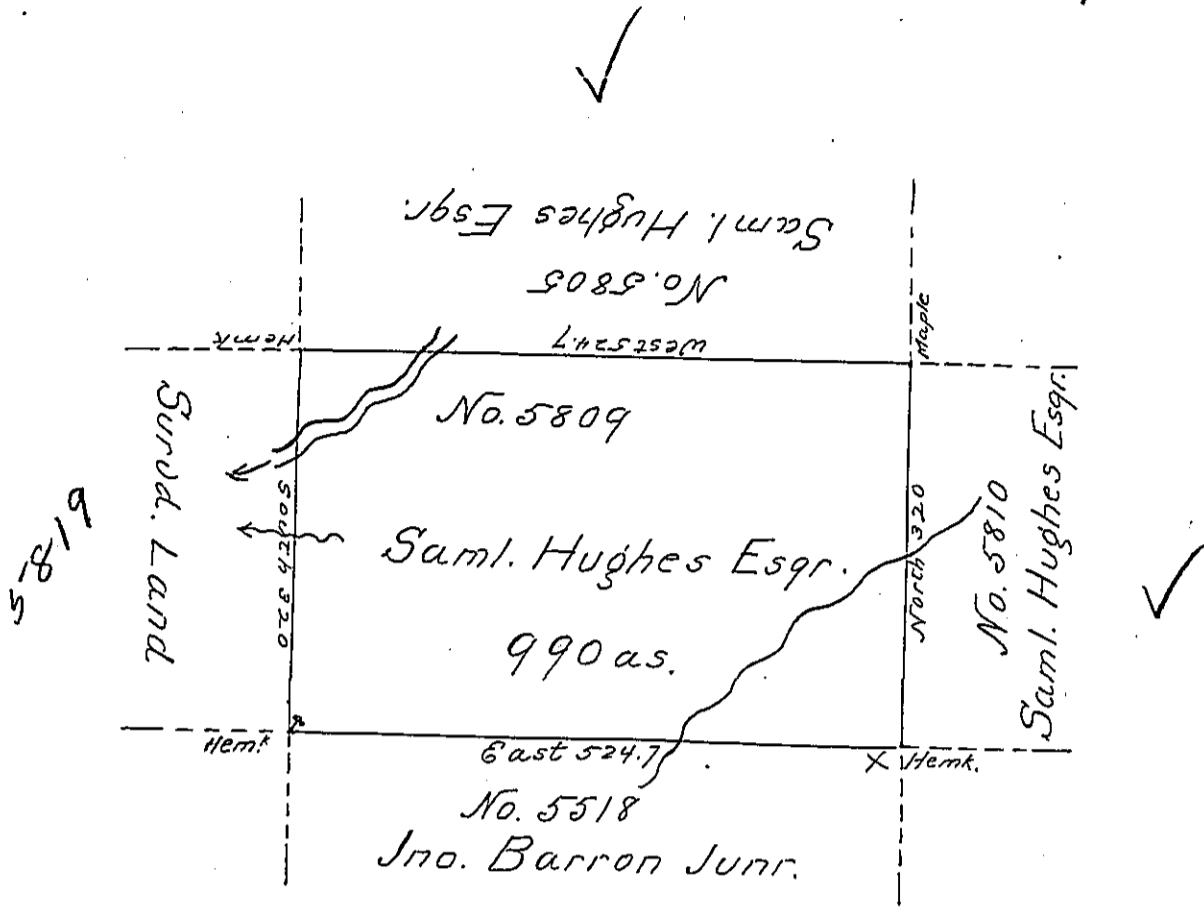 Saml. Hughes Esqr.
No. 5805
West 524.7
Hemk
Maple
No. 5809
Survd. Land
5819
South 320
Saml. Hughes Esqr.
990 as.
North 320
No. 5810
Saml. Hughes Esqr.
Hemk
East 524.7
X Hemk.
No. 5518
Jno. Barron Junr.